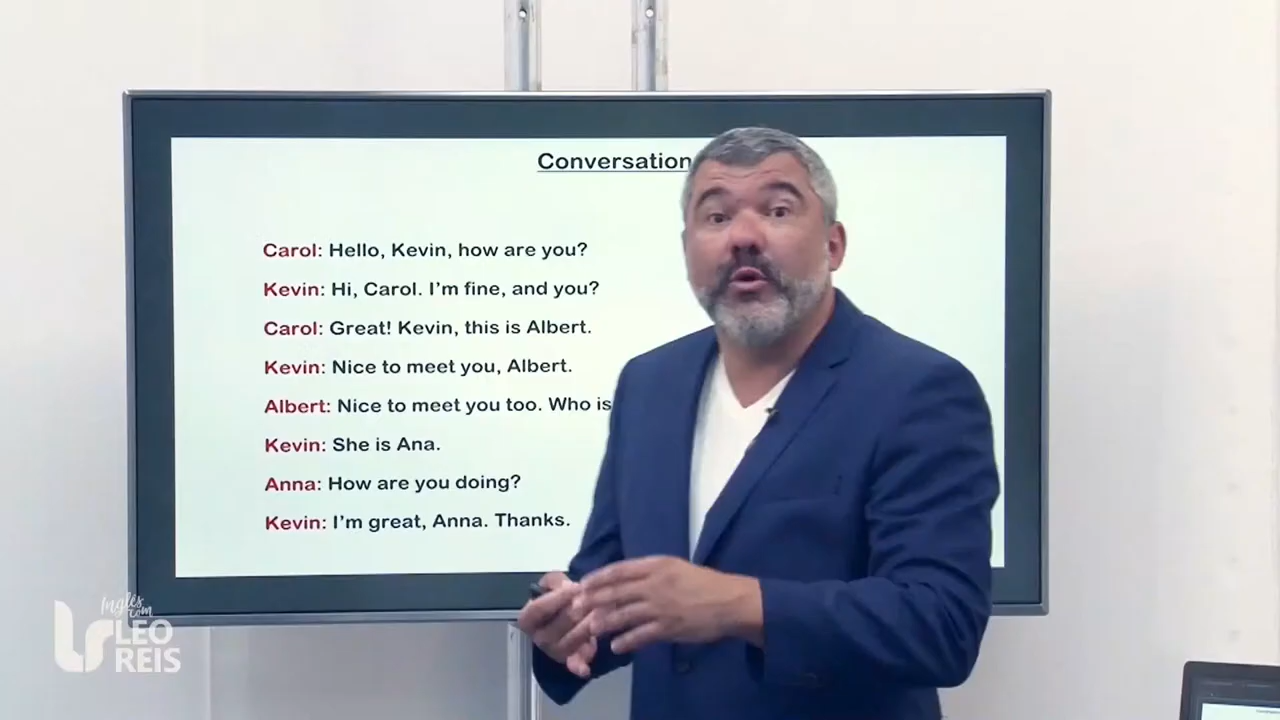 Conversation
Carol: Hello, Kevin, how are you?
Kevin: Hi, Carol. I'm fine, and you?
Carol: Great! Kevin, this is Albert.
Kevin: Nice to meet you, Albert.
Albert: Nice to meet you too. Who is
Kevin: She is Ana.
Anna: How are you doing?
Kevin: I'm great, Anna. Thanks.
Inglês
com
LEO
REIS